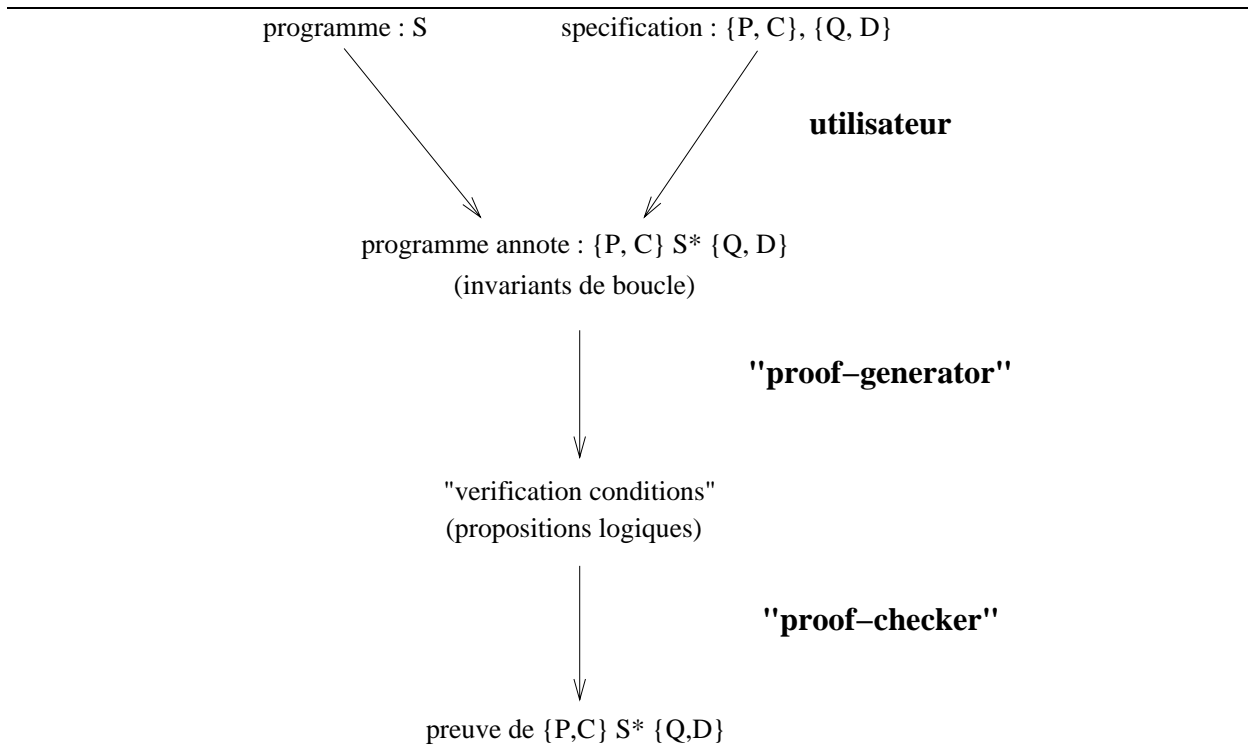 programme : S
specification : {P, C}, {Q, D}
utilisateur
programme annote : {P, C} S* {Q, D}
(invariants de boucle)
"proof−generator"
"verification conditions"
(propositions logiques)
"proof−checker"
preuve de {P,C} S* {Q,D}